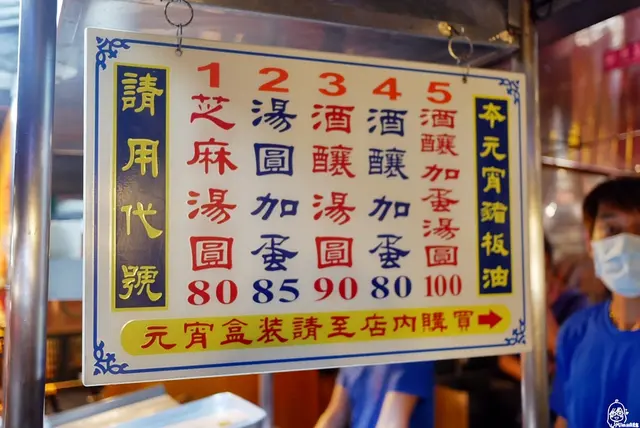 請用代號
1 芝麻湯圓 80
2 湯圓加蛋 85
3 酒釀湯圓 90
4 酒釀加蛋 80
5 酒釀加蛋湯圓 100
本元宵豬板油
元宵盒裝請至店內購買